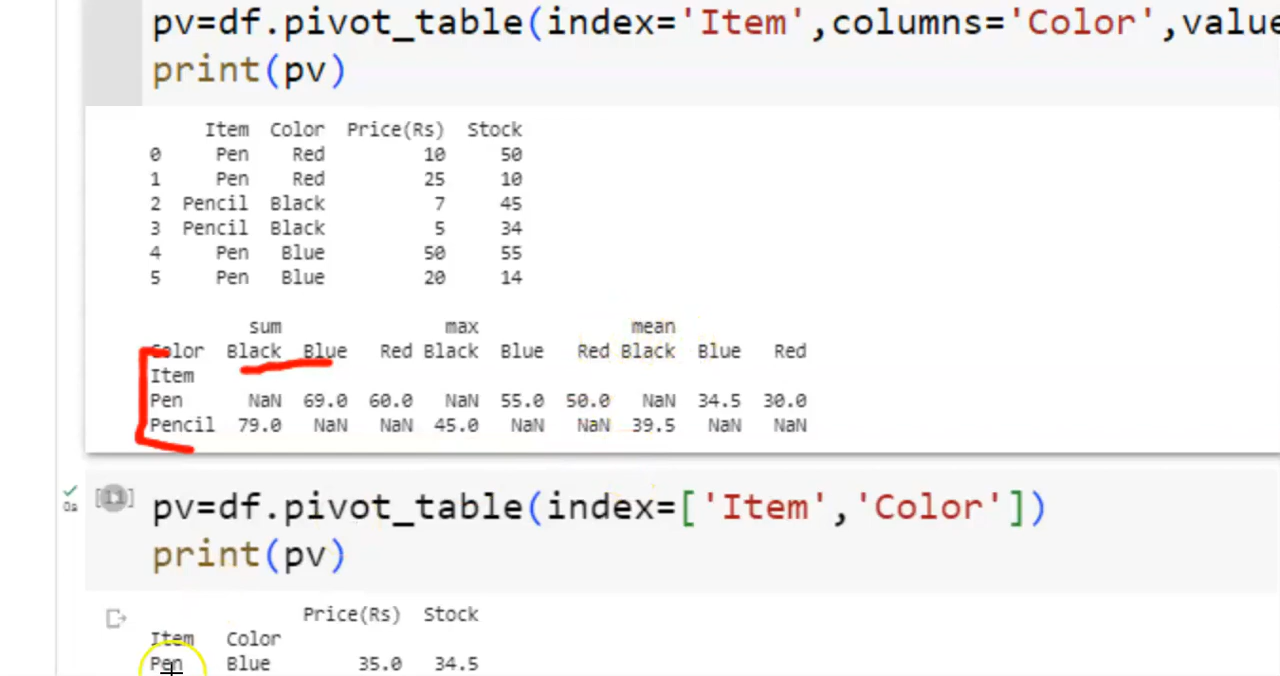 pv=df.pivot_table(index='Item',columns='Color',value
print(pv)
Item Color Price(Rs) Stock
0 Pen Red 10 50
1 Pen Red 25 10
2 Pencil Black 7 45
3 Pencil Black 5 34
4 Pen Blue 50 55
5 Pen Blue 20 14
sum max mean
Color Black Blue Red Black Blue Red Black Blue Red
Item
Pen NaN 69.0 60.0 NaN 55.0 50.0 NaN 34.5 30.0
Pencil 79.0 NaN NaN 45.0 NaN NaN 39.5 NaN NaN
0s [11] pv=df.pivot_table(index=['Item','Color'])
print(pv)
Price(Rs) Stock
Item Color
Pen Blue 35.0 34.5